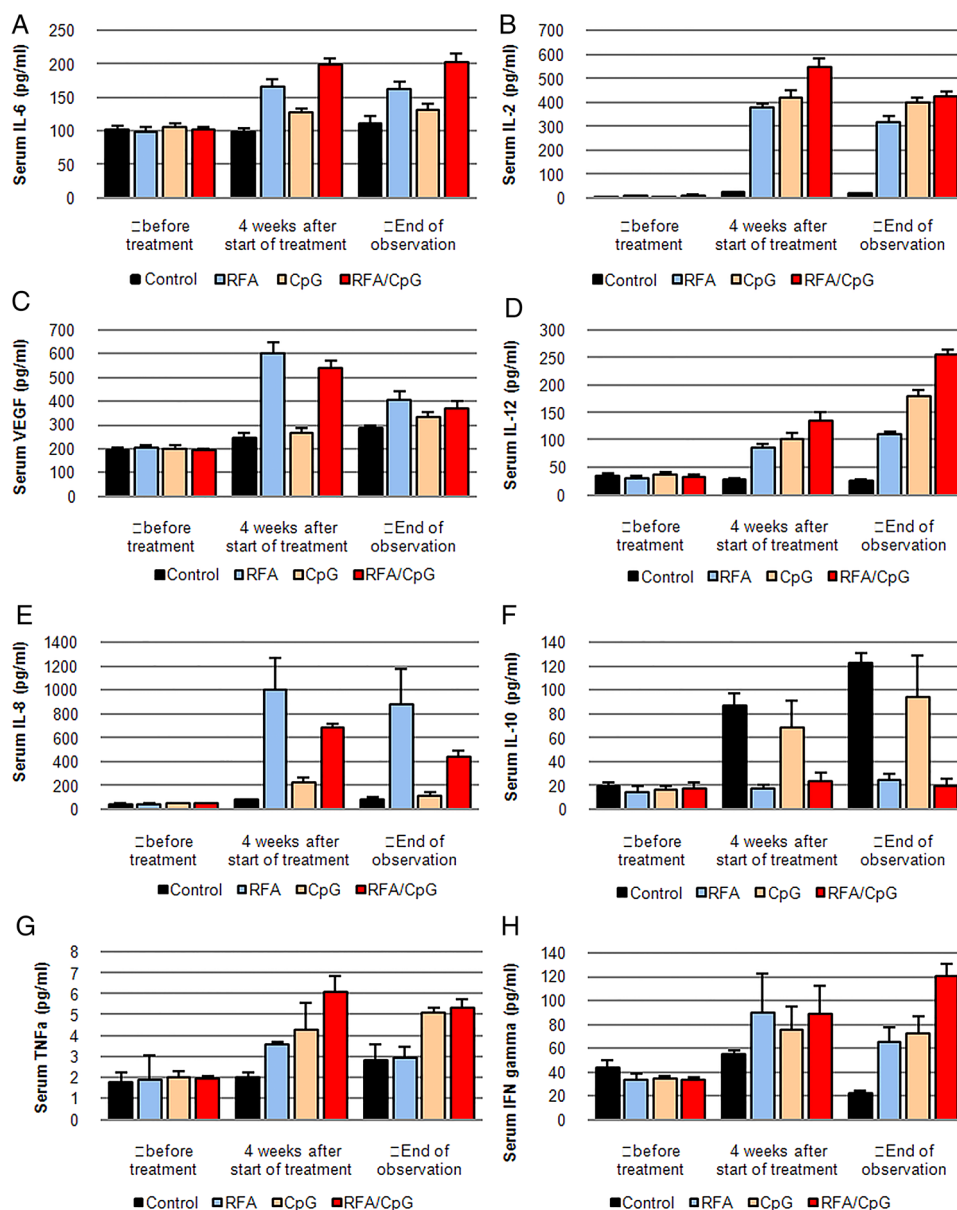 A
Serum IL-6 (pg/ml)
250
200
150
100
50
0
before treatment
4 weeks after start of treatment
End of observation
Control RFA CpG RFA/CpG
B
Serum IL-2 (pg/ml)
700
600
500
400
300
200
100
0
before treatment
4 weeks after start of treatment
End of observation
Control RFA CpG RFA/CpG
C
Serum VEGF (pg/ml)
700
600
500
400
300
200
100
0
before treatment
4 weeks after start of treatment
End of observation
Control RFA CpG RFA/CpG
D
Serum IL-12 (pg/ml)
300
250
200
150
100
50
0
before treatment
4 weeks after start of treatment
End of observation
Control RFA CpG RFA/CpG
E
Serum IL-8 (pg/ml)
1400
1200
1000
800
600
400
200
0
before treatment
4 weeks after start of treatment
End of observation
Control RFA CpG RFA/CpG
F
Serum IL-10 (pg/ml)
140
120
100
80
60
40
20
0
before treatment
4 weeks after start of treatment
End of observation
Control RFA CpG RFA/CpG
G
Serum TNFa (pg/ml)
8
7
6
5
4
3
2
1
0
before treatment
4 weeks after start of treatment
End of observation
Control RFA CpG RFA/CpG
H
Serum IFN gamma (pg/ml)
140
120
100
80
60
40
20
0
before treatment
4 weeks after start of treatment
End of observation
Control RFA CpG RFA/CpG